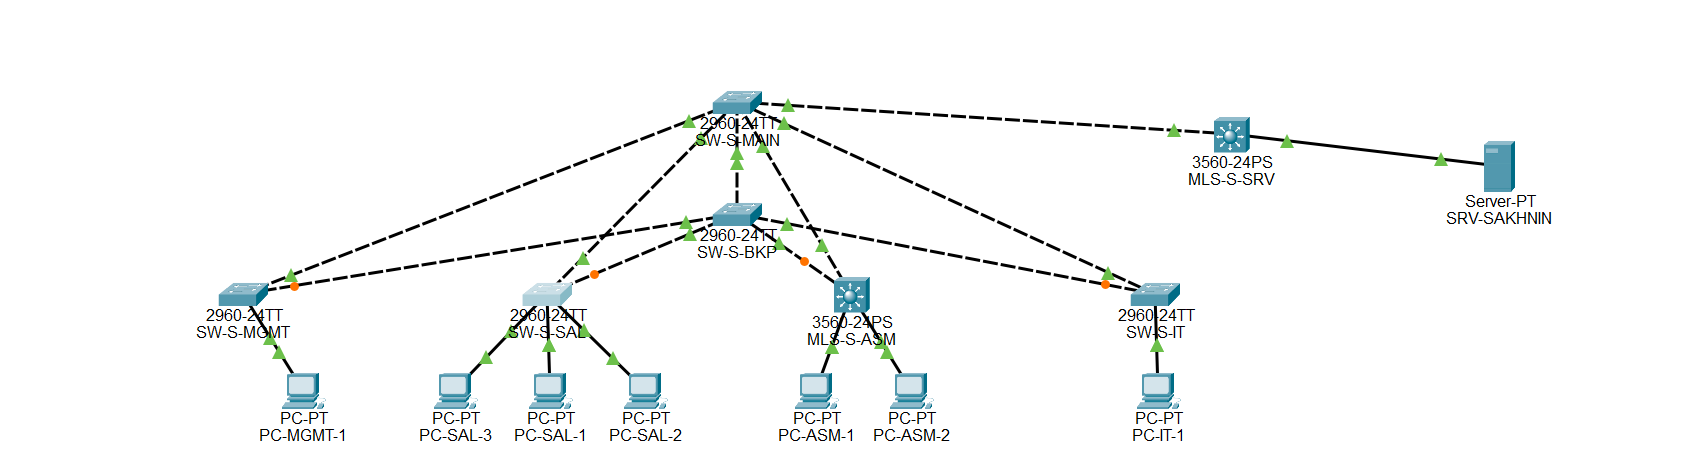 2960-24TT
SW-S-MAIN
3560-24PS
MLS-S-SRV
Server-PT
SRV-SAKHNIN
2960-24TT
SW-S-BKP
2960-24TT
SW-S-MGMT
2960-24TT
SW-S-SAL
3560-24PS
MLS-S-ASM
2960-24TT
SW-S-IT
PC-PT
PC-MGMT-1
PC-PT
PC-SAL-3
PC-PT
PC-SAL-1
PC-PT
PC-SAL-2
PC-PT
PC-ASM-1
PC-PT
PC-ASM-2
PC-PT
PC-IT-1